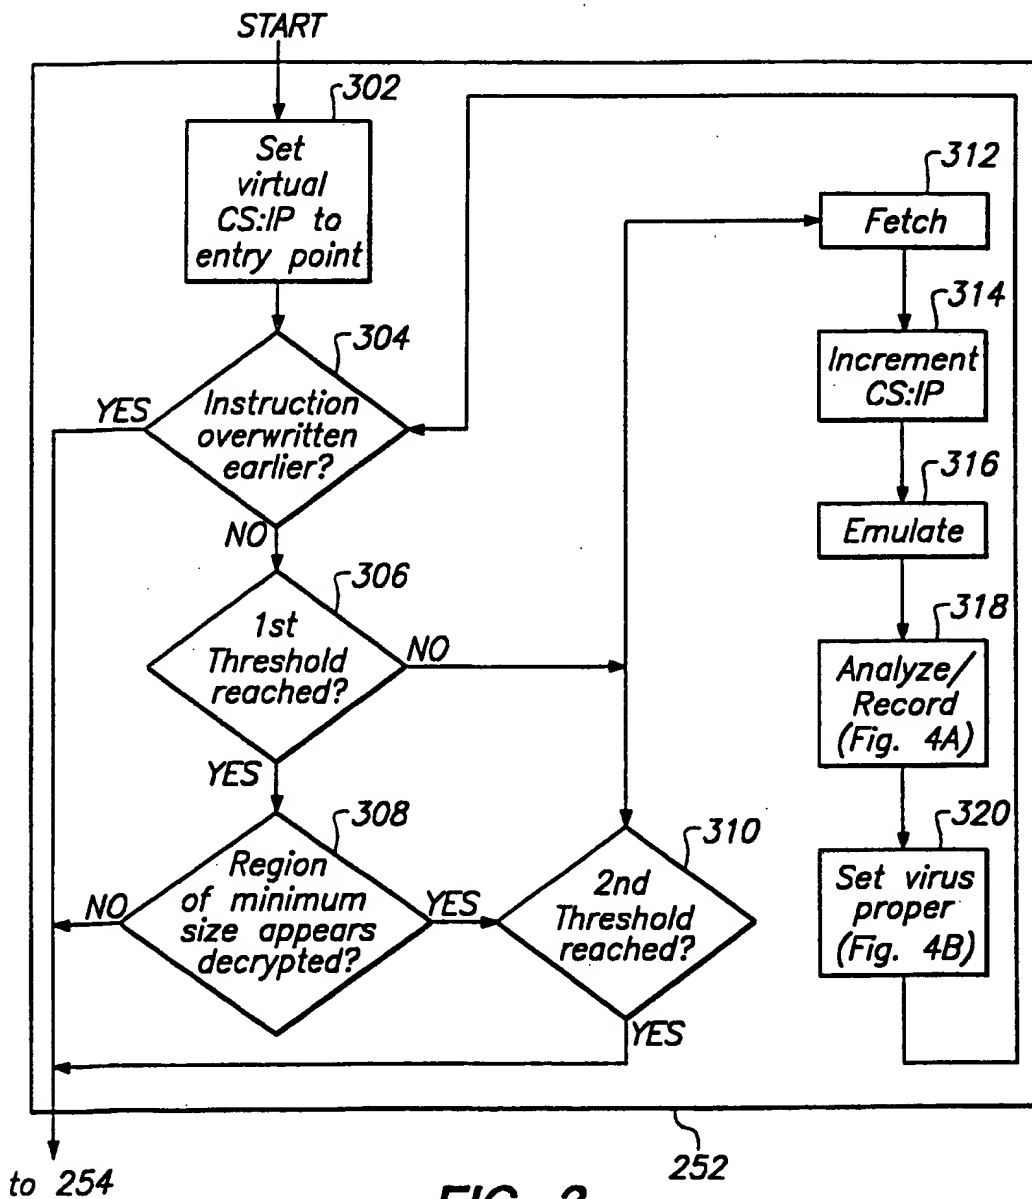 START
302
Set
virtual
CS:IP to
entry point
304
Instruction
overwritten
earlier?
YES
NO
306
1st
Threshold
reached?
NO
YES
308
Region
of minimum
size appears
decrypted?
NO
YES
310
2nd
Threshold
reached?
YES
312
Fetch
314
Increment
CS:IP
316
Emulate
318
Analyze/
Record
(Fig. 4A)
320
Set virus
proper
(Fig. 4B)
252
to 254